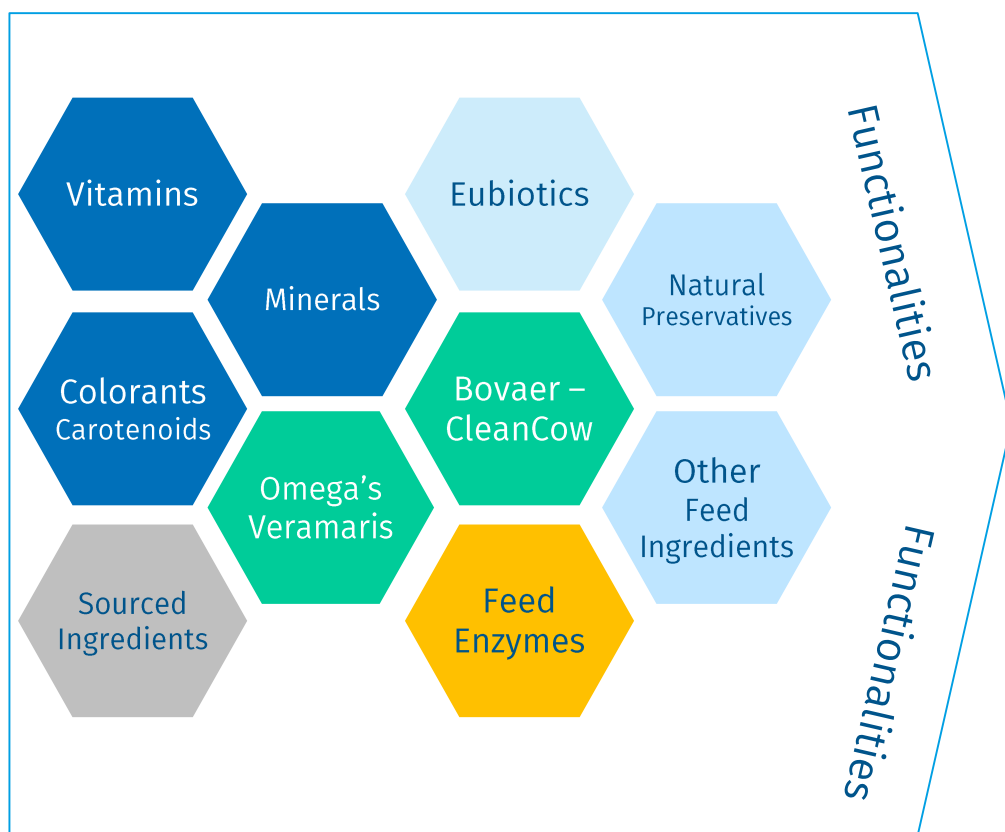 Vitamins
Eubiotics
Minerals
Natural
Preservatives
Colorants
Carotenoids
Bovaer –
CleanCow
Omega’s
Veramaris
Other
Feed
Ingredients
Sourced
Ingredients
Feed
Enzymes
Functionalities
Functionalities